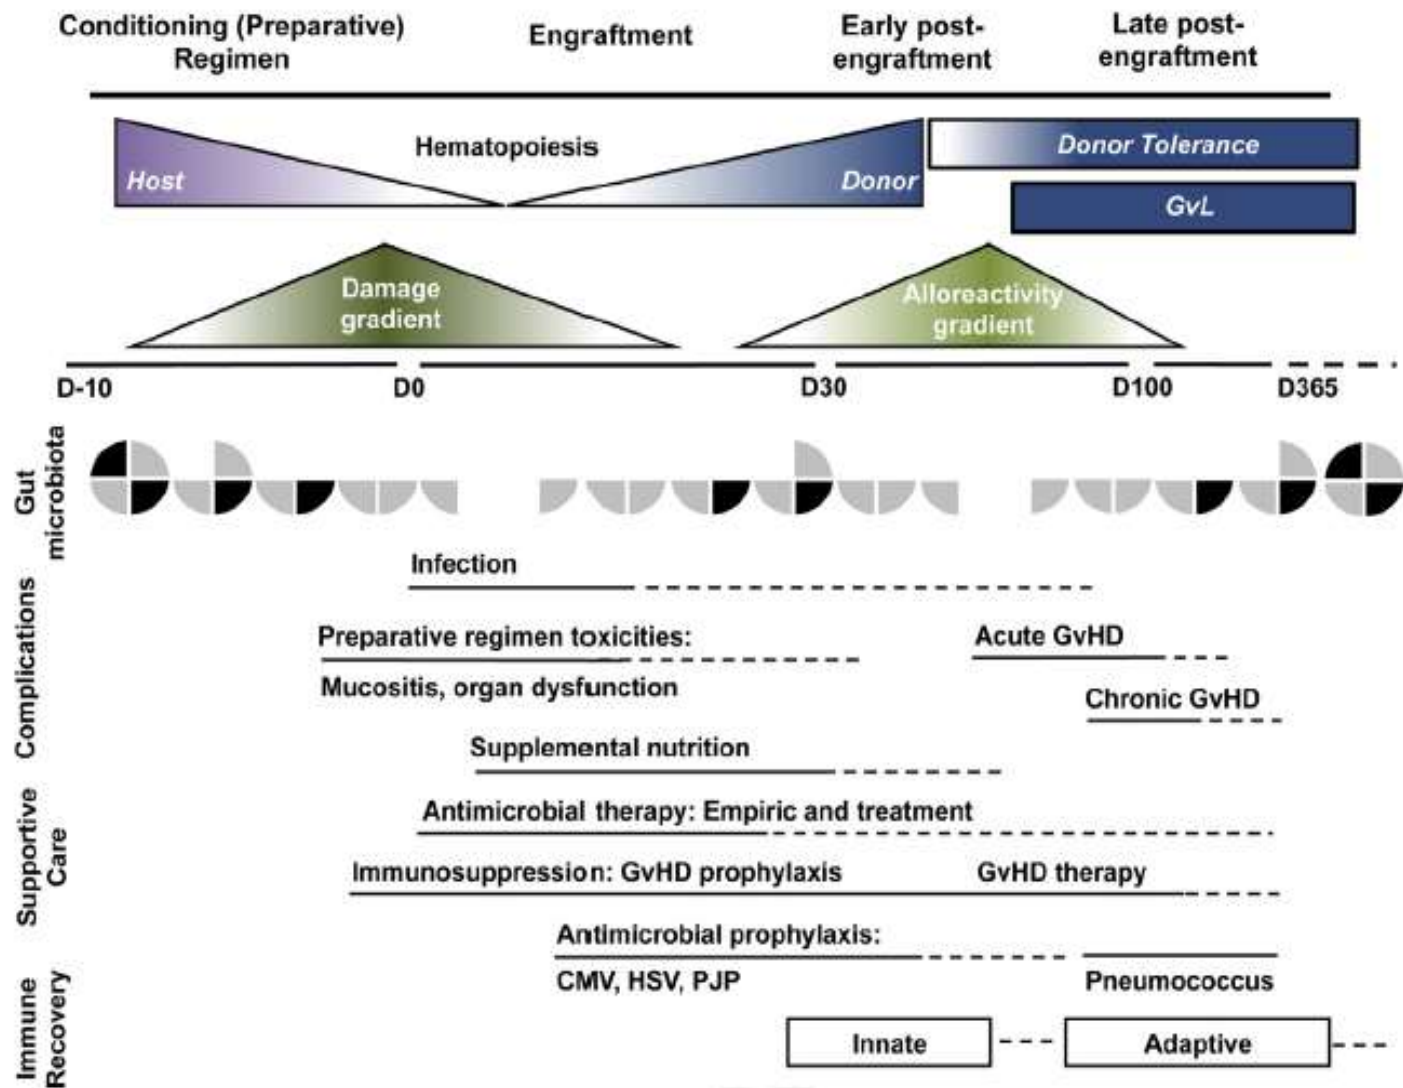 Conditioning (Preparative)
Regimen
Engraftment
Early post-
engraftment
Late post-
engraftment
Hematopoiesis
Host
Donor
Donor Tolerance
GvL
Damage
gradient
Alloreactivity
gradient
D-10
D0
D30
D100
D365
Gut
microbiota
Complications
Infection
Preparative regimen toxicities:
Mucositis, organ dysfunction
Acute GvHD
Chronic GvHD
Supplemental nutrition
Supportive
Care
Antimicrobial therapy: Empiric and treatment
Immunosuppression: GvHD prophylaxis
GvHD therapy
Antimicrobial prophylaxis:
CMV, HSV, PJP
Pneumococcus
Immune
Recovery
Innate
Adaptive